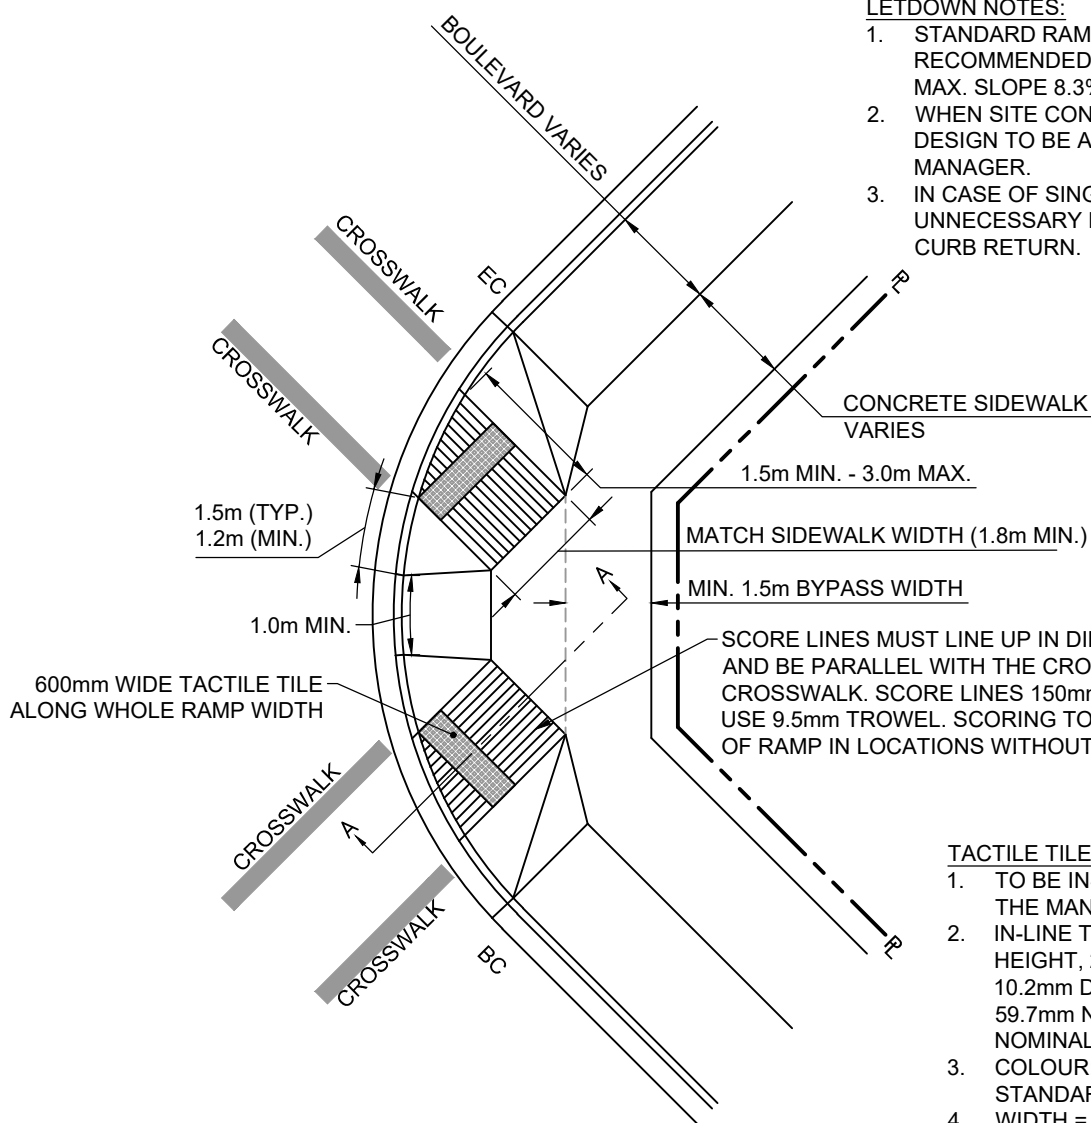 LETDOWN NOTES:
1. STANDARD RAM
RECOMMENDED
MAX. SLOPE 8.3%
2. WHEN SITE CON
DESIGN TO BE A
MANAGER.
3. IN CASE OF SING
UNNECESSARY
CURB RETURN.
BOULEVARD VARIES
CROSSWALK
EC
CROSSWALK
PL
CONCRETE SIDEWALK
VARIES
1.5m MIN. - 3.0m MAX.
1.5m (TYP.)
1.2m (MIN.)
MATCH SIDEWALK WIDTH (1.8m MIN.)
A
MIN. 1.5m BYPASS WIDTH
1.0m MIN.
SCORE LINES MUST LINE UP IN
AND BE PARALLEL WITH THE CRO
CROSSWALK. SCORE LINES 150mm
USE 9.5mm TROWEL. SCORING TO
OF RAMP IN LOCATIONS WITHOUT
600mm WIDE TACTILE TILE
ALONG WHOLE RAMP WIDTH
CROSSWALK
A
CROSSWALK
BC
PL
TACTILE TILE
1. TO BE IN
THE MAN
2. IN-LINE T
HEIGHT,
10.2mm D
59.7mm N
NOMINAL
3. COLOUR
STANDAR
4. WIDTH =